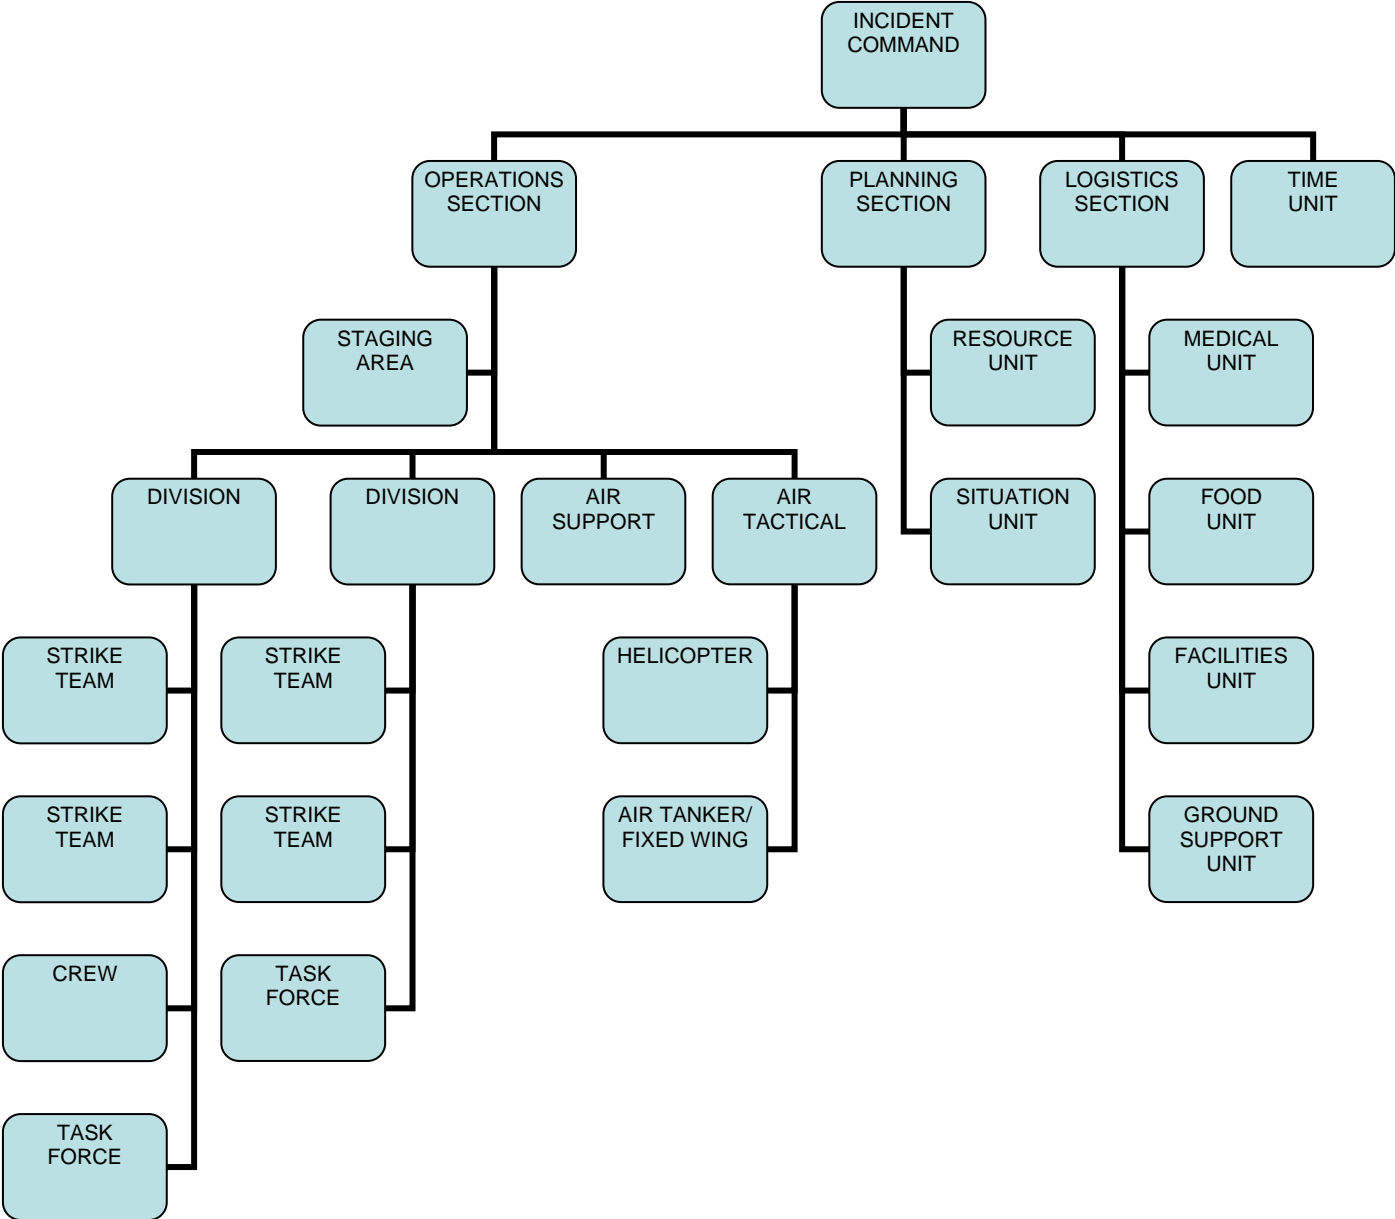 INCIDENT
COMMAND
OPERATIONS
SECTION
PLANNING
SECTION
LOGISTICS
SECTION
TIME
UNIT
STAGING
AREA
RESOURCE
UNIT
MEDICAL
UNIT
DIVISION
DIVISION
AIR
SUPPORT
AIR
TACTICAL
SITUATION
UNIT
FOOD
UNIT
STRIKE
TEAM
STRIKE
TEAM
HELICOPTER
FACILITIES
UNIT
STRIKE
TEAM
STRIKE
TEAM
AIR TANKER/
FIXED WING
GROUND
SUPPORT
UNIT
CREW
TASK
FORCE
TASK
FORCE